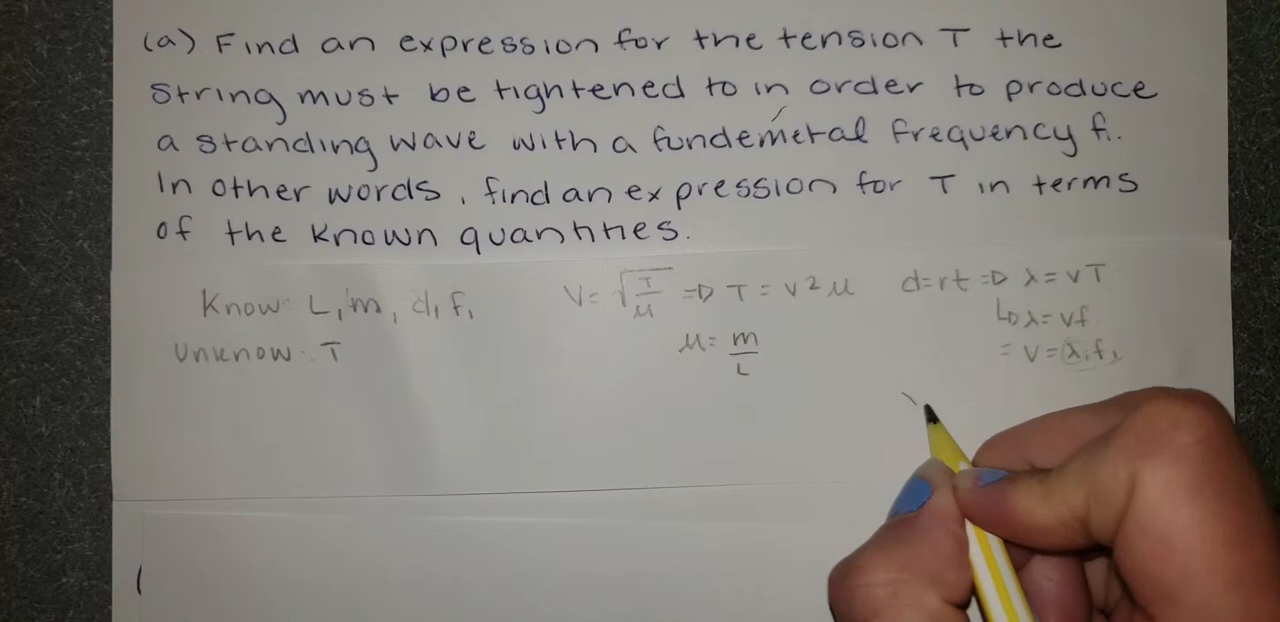 (a) Find an expression for the tension T the
string must be tightened to in order to produce
a standing wave with a fundemetal frequency f₁.
In other words, find an expression for T in terms
of the known quantities.
Know: L, m, d, f₁
Unknow: T
V = √(T/μ) => T = V²μ
μ = m/L
d=rt => λ = vT
↳ λ = vf
= V = λ₁f₁
(